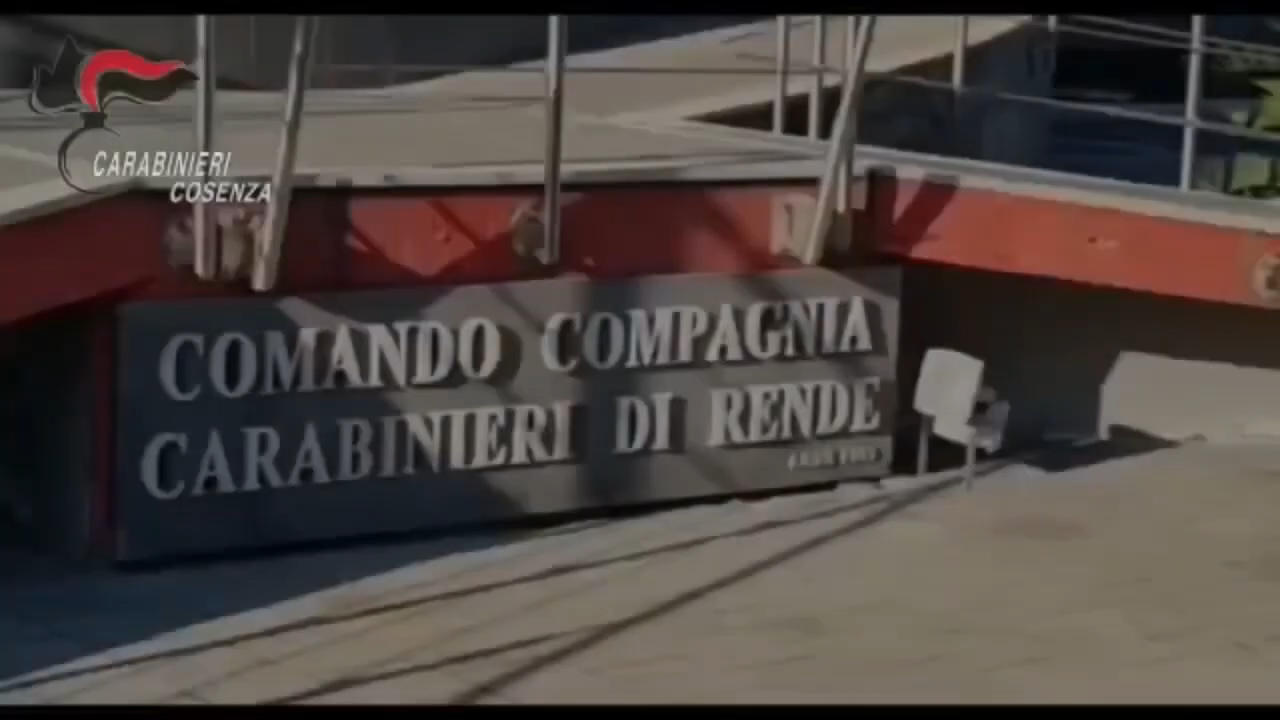 CARABINIERI
COSENZA
COMANDO COMPAGNIA
CARABINIERI DI RENDE